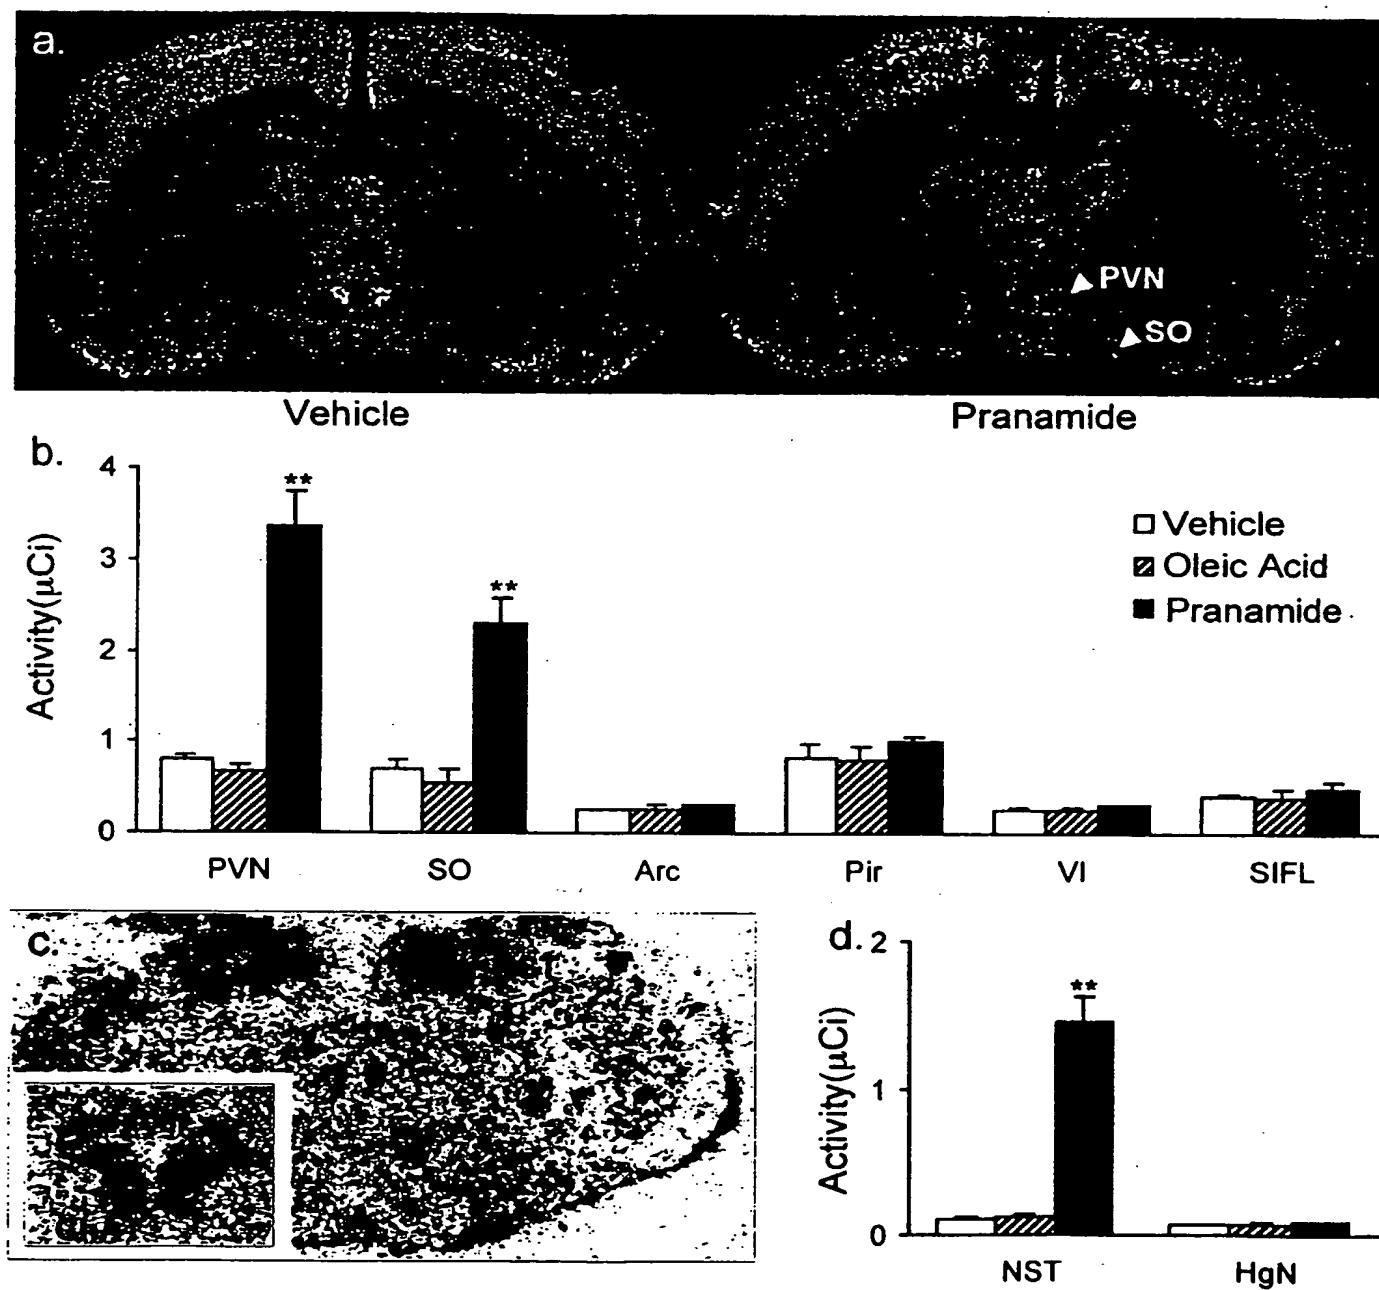 a.
PVN
SO
Vehicle
Pranamide
b.
4
3
2
1
0
Activity(μCi)
**
**
Vehicle
Oleic Acid
Pranamide
PVN
SO
Arc
Pir
VI
SIFL
c.
d.
2
1
0
Activity(μCi)
**
NST
HgN